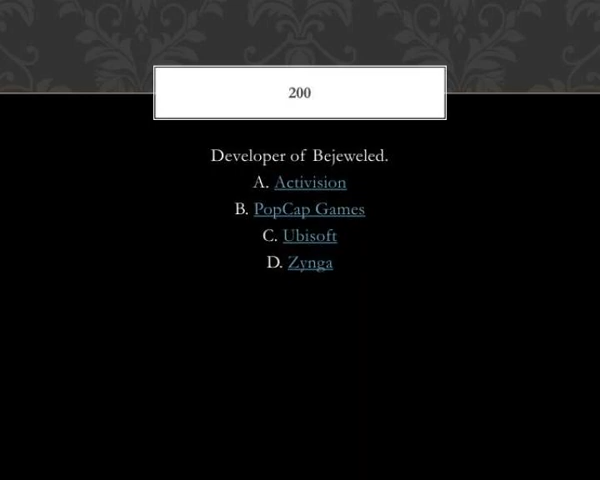 200
Developer of Bejeweled.
A. Activision
B. PopCap Games
C. Ubisoft
D. Zynga